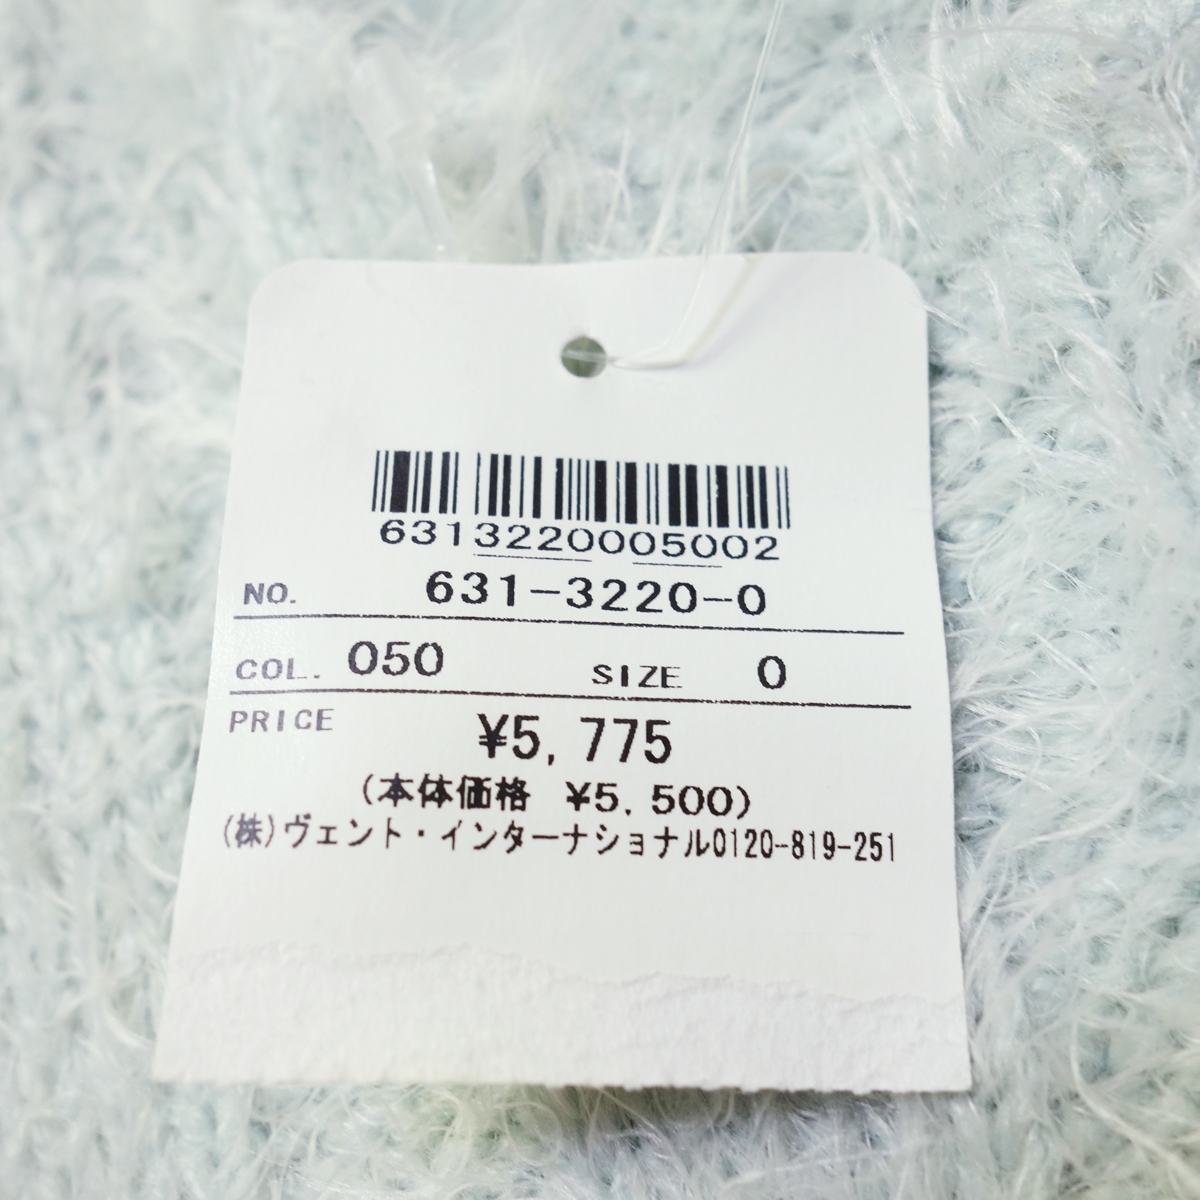 6313220005002
NO. 631-3220-0
COL. 050 SIZE 0
PRICE ¥5,775
(本体価格 ¥5,500)
(株)ヴェント・インターナショナル0120-819-251